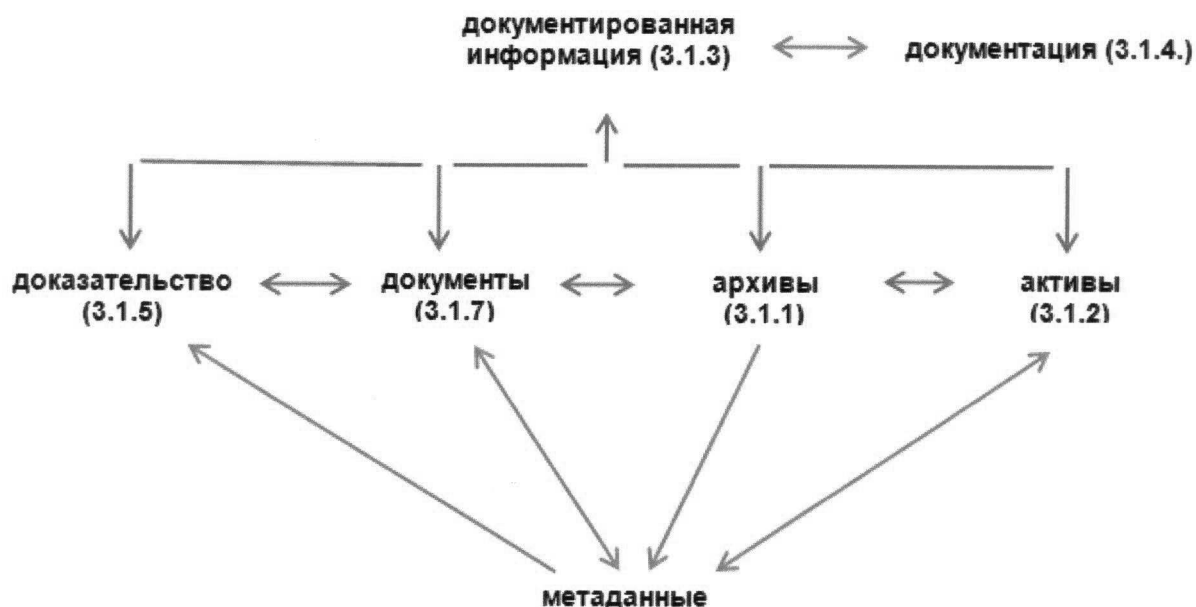 документированная
информация (3.1.3)
документация (3.1.4.)
доказательство
(3.1.5)
документы
(3.1.7)
архивы
(3.1.1)
активы
(3.1.2)
метаданные